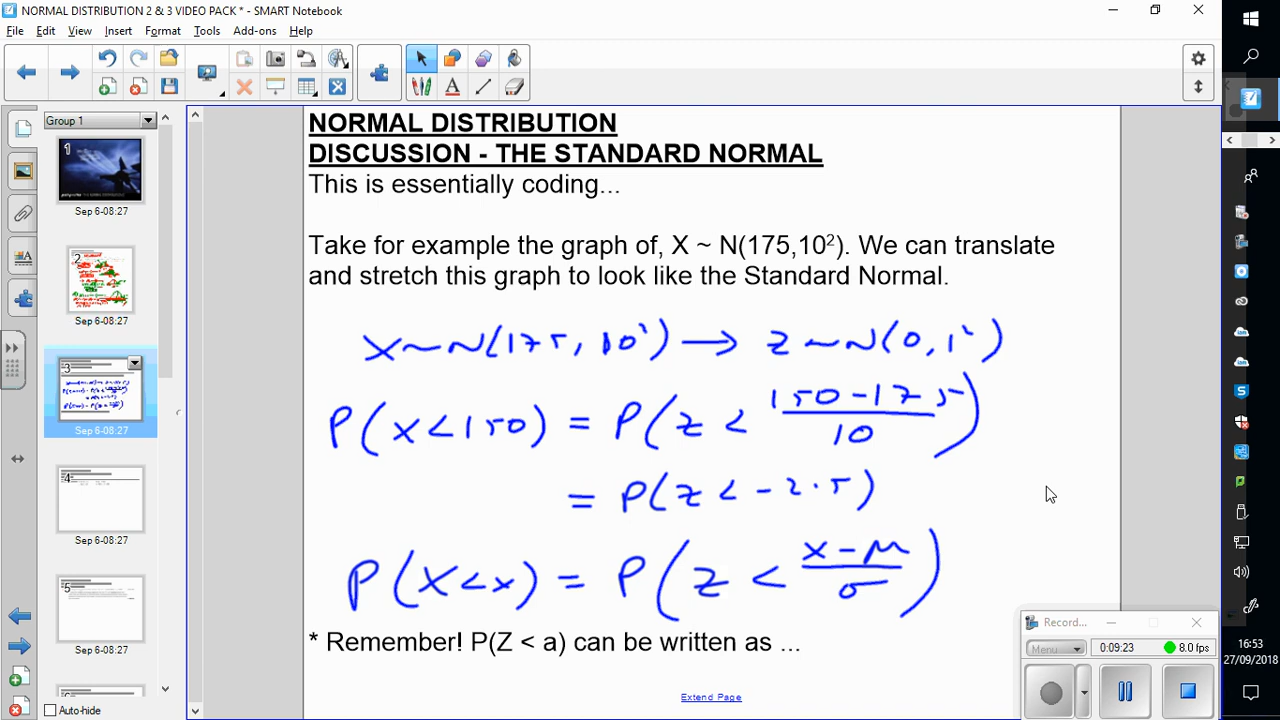 NORMAL DISTRIBUTION 2 & 3 VIDEO PACK * - SMART Notebook
File Edit View Insert Format Tools Add-ons Help
Group 1
1
Sep 6-08:27
2
Sep 6-08:27
3
Sep 6-08:27
4
Sep 6-08:27
5
Sep 6-08:27
Auto-hide
NORMAL DISTRIBUTION
DISCUSSION - THE STANDARD NORMAL
This is essentially coding...
Take for example the graph of, X ~ N(175,10²). We can translate
and stretch this graph to look like the Standard Normal.
X~N(175, 10²) → Z ~N(0, 1²)
P(X<150) = P(Z < (150-175)/10)
= P(Z < -2.5)
P(X<x) = P(Z < (x-μ)/σ)
* Remember! P(Z < a) can be written as ...
Extend Page
Record...
Menu
0:09:23
8.0 fps
16:53
27/09/2018